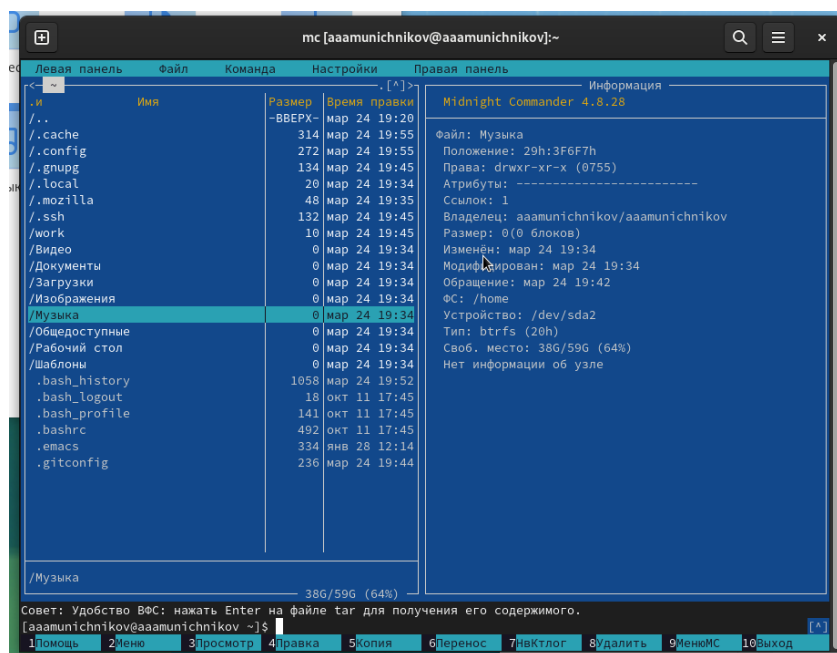 mc [aaamunichnikov@aaamunichnikov]:~
Левая панель Файл Команда Настройки Правая панель
<- ~ .[^]>
.и Имя Размер Время правки
/.. -ВВЕРХ- мар 24 19:20
/.cache 314 мар 24 19:55
/.config 272 мар 24 19:55
/.gnupg 134 мар 24 19:45
/.local 20 мар 24 19:34
/.mozilla 48 мар 24 19:35
/.ssh 132 мар 24 19:45
/work 10 мар 24 19:45
/Видео 0 мар 24 19:34
/Документы 0 мар 24 19:34
/Загрузки 0 мар 24 19:34
/Изображения 0 мар 24 19:34
/Музыка 0 мар 24 19:34
/Общедоступные 0 мар 24 19:34
/Рабочий стол 0 мар 24 19:34
/Шаблоны 0 мар 24 19:34
.bash_history 1058 мар 24 19:52
.bash_logout 18 окт 11 17:45
.bash_profile 141 окт 11 17:45
.bashrc 492 окт 11 17:45
.emacs 334 янв 28 12:14
.gitconfig 236 мар 24 19:44
/Музыка
38G/59G (64%)
Информация
Midnight Commander 4.8.28
Файл: Музыка
Положение: 29h:3F6F7h
Права: drwxr-xr-x (0755)
Атрибуты: -------------------------
Ссылок: 1
Владелец: aaamunichnikov/aaamunichnikov
Размер: 0(0 блоков)
Изменён: мар 24 19:34
Модифицирован: мар 24 19:34
Обращение: мар 24 19:42
ФС: /home
Устройство: /dev/sda2
Тип: btrfs (20h)
Своб. место: 38G/59G (64%)
Нет информации об узле
Совет: Удобство ВФС: нажать Enter на файле tar для получения его содержимого.
[aaamunichnikov@aaamunichnikov ~]$ [^]
1Помощь 2Меню 3Просмотр 4Правка 5Копия 6Перенос 7НвКтлог 8Удалить 9МенюMC 10Выход